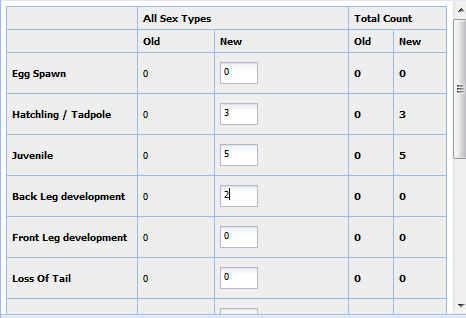 All Sex Types Total Count
Old New Old New
Egg Spawn 0 0 0 0
Hatchling / Tadpole 0 3 0 3
Juvenile 0 5 0 5
Back Leg development 0 2 0 0
Front Leg development 0 0 0 0
Loss Of Tail 0 0 0 0